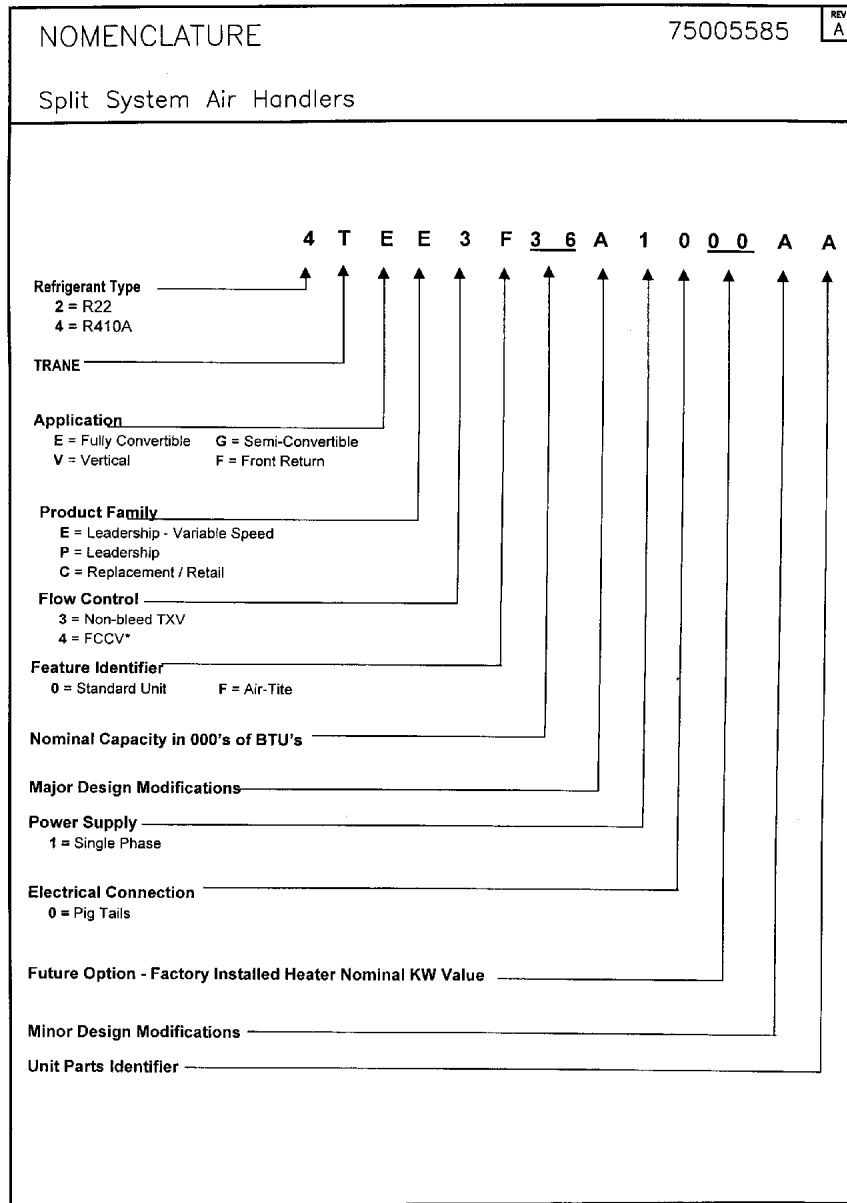 NOMENCLATURE 75005585 REV A
Split System Air Handlers
4 T E E 3 F 3 6 A 1 0 0 0 A A
Refrigerant Type
2 = R22
4 = R410A
TRANE
Application
E = Fully Convertible G = Semi-Convertible
V = Vertical F = Front Return
Product Family
E = Leadership - Variable Speed
P = Leadership
C = Replacement / Retail
Flow Control
3 = Non-bleed TXV
4 = FCCV*
Feature Identifier
0 = Standard Unit F = Air-Tite
Nominal Capacity in 000's of BTU's
Major Design Modifications
Power Supply
1 = Single Phase
Electrical Connection
0 = Pig Tails
Future Option - Factory Installed Heater Nominal KW Value
Minor Design Modifications
Unit Parts Identifier